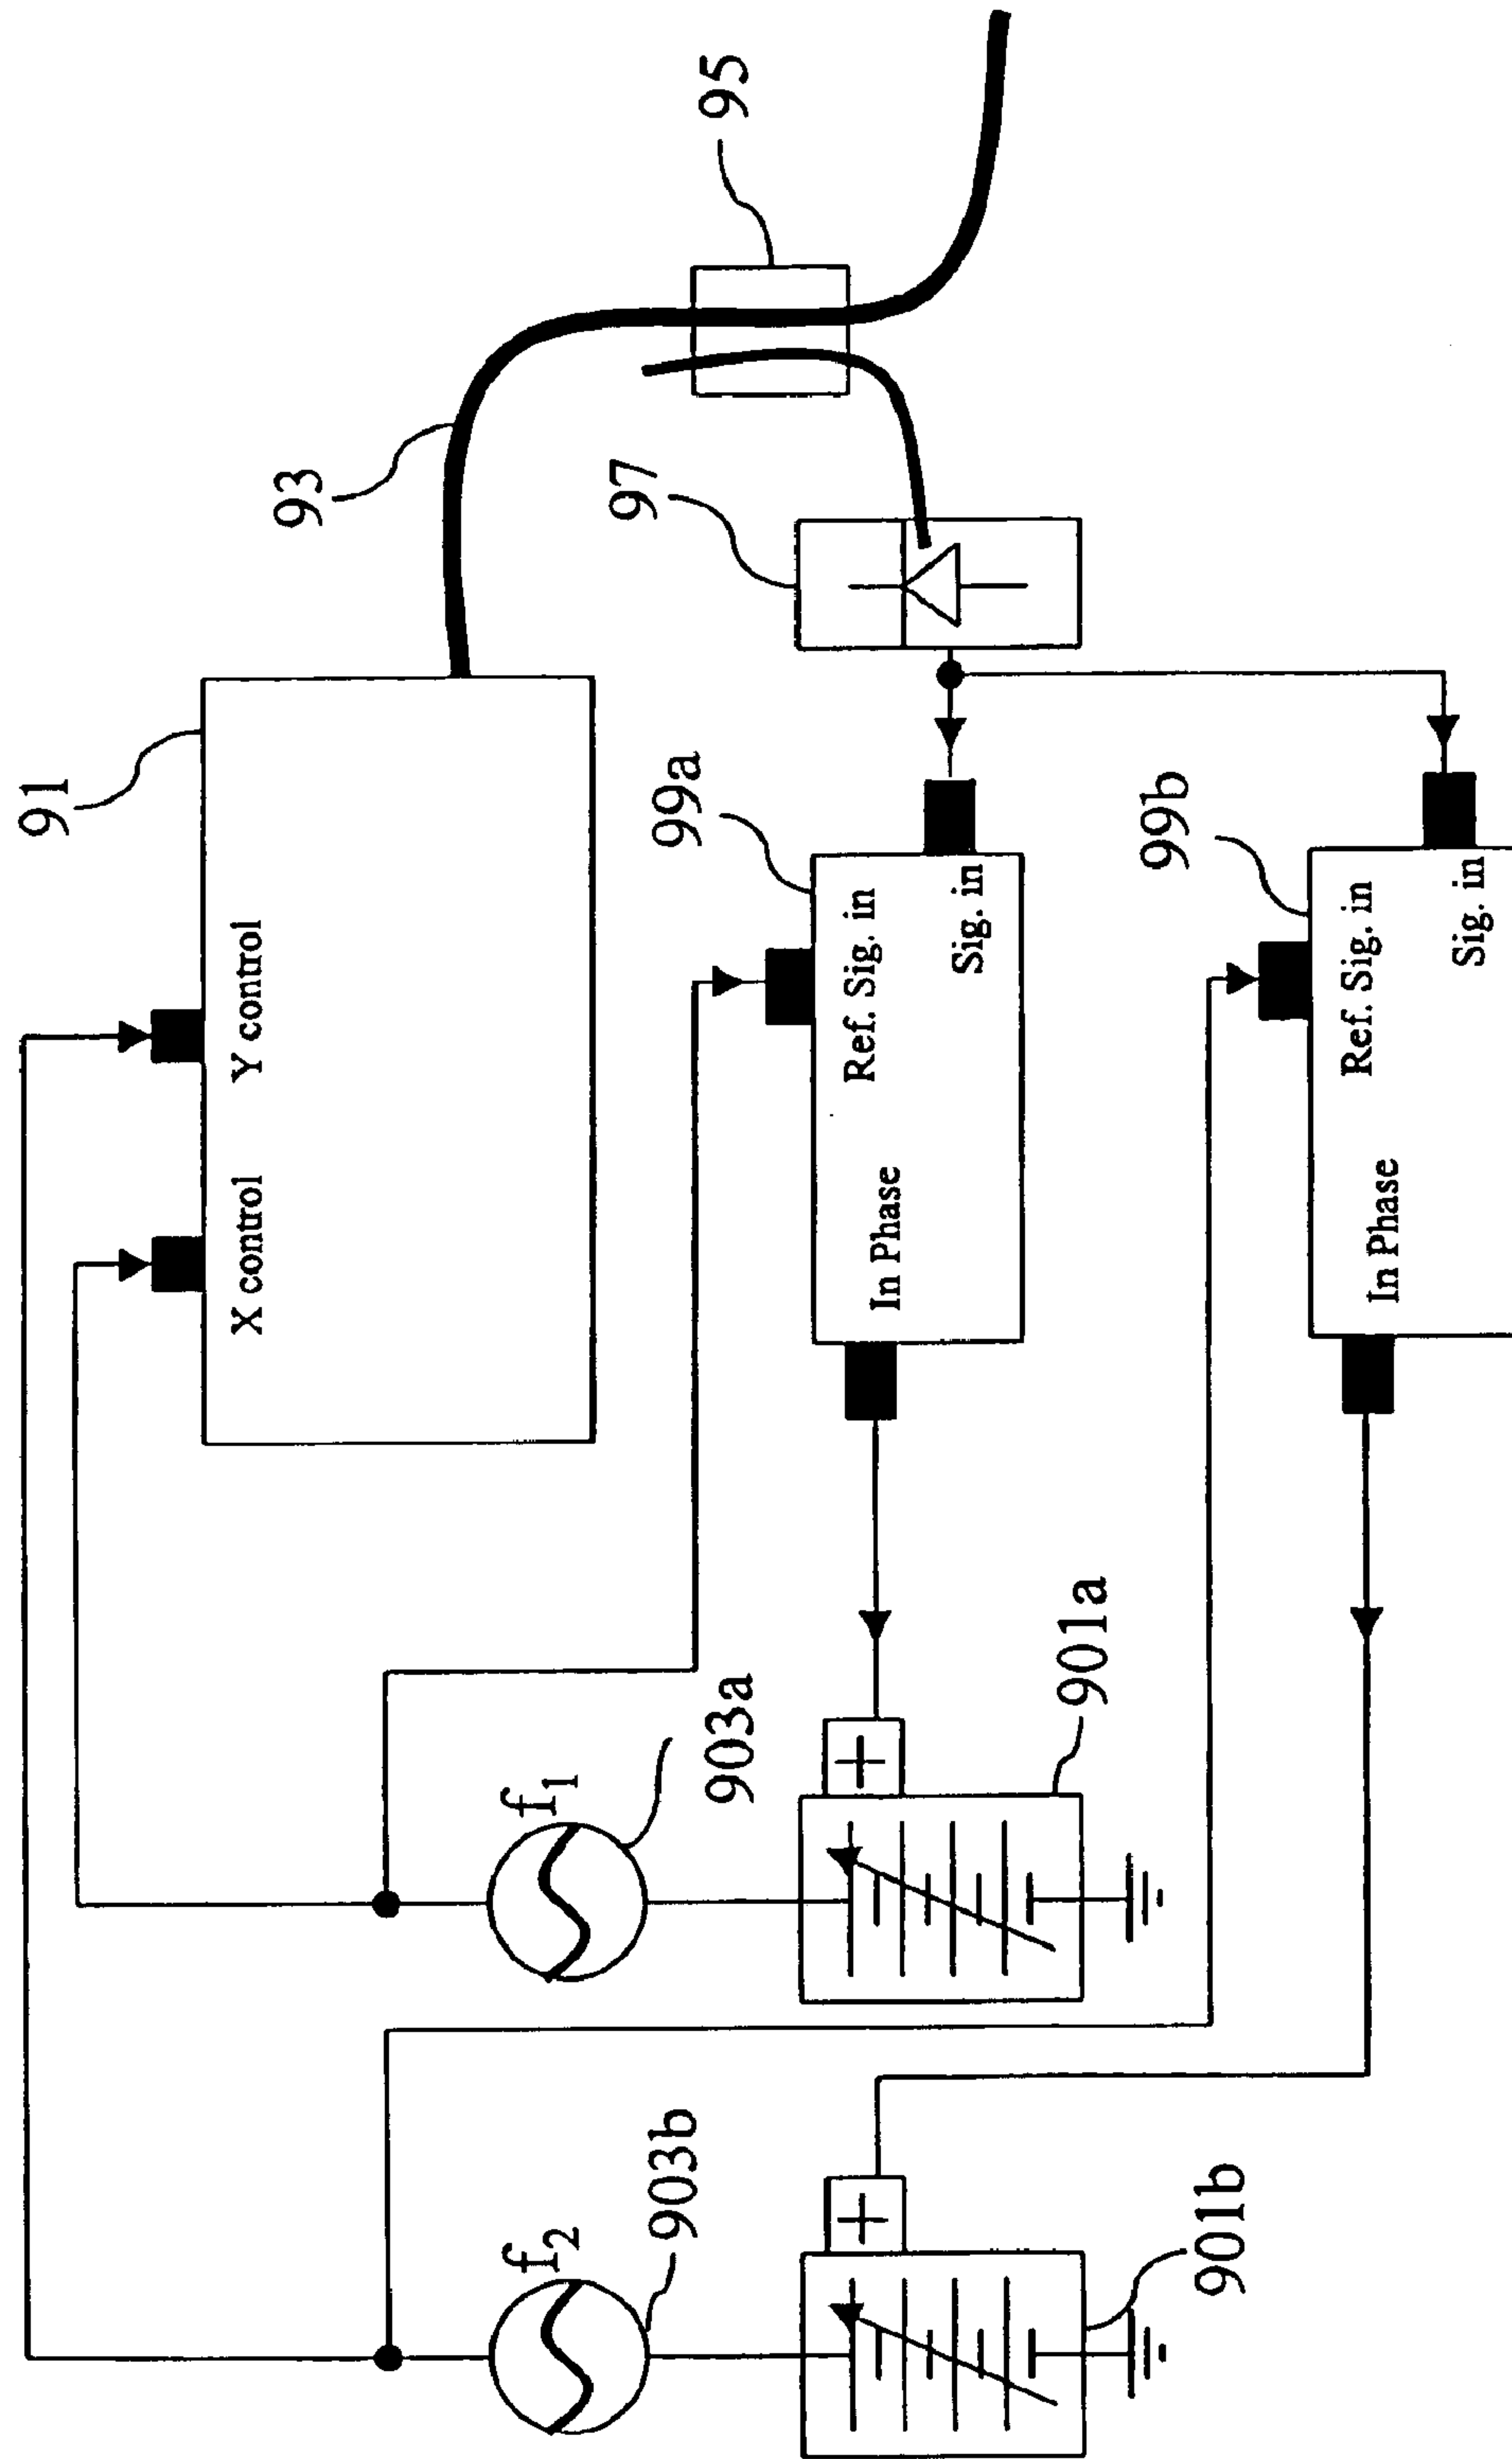 91
X control
Y control
93
95
97
99a
Ref. Sig. in
Sig. in
In Phase
99b
Ref. Sig. in
Sig. in
In Phase
f1
903a
901a
f2
903b
901b